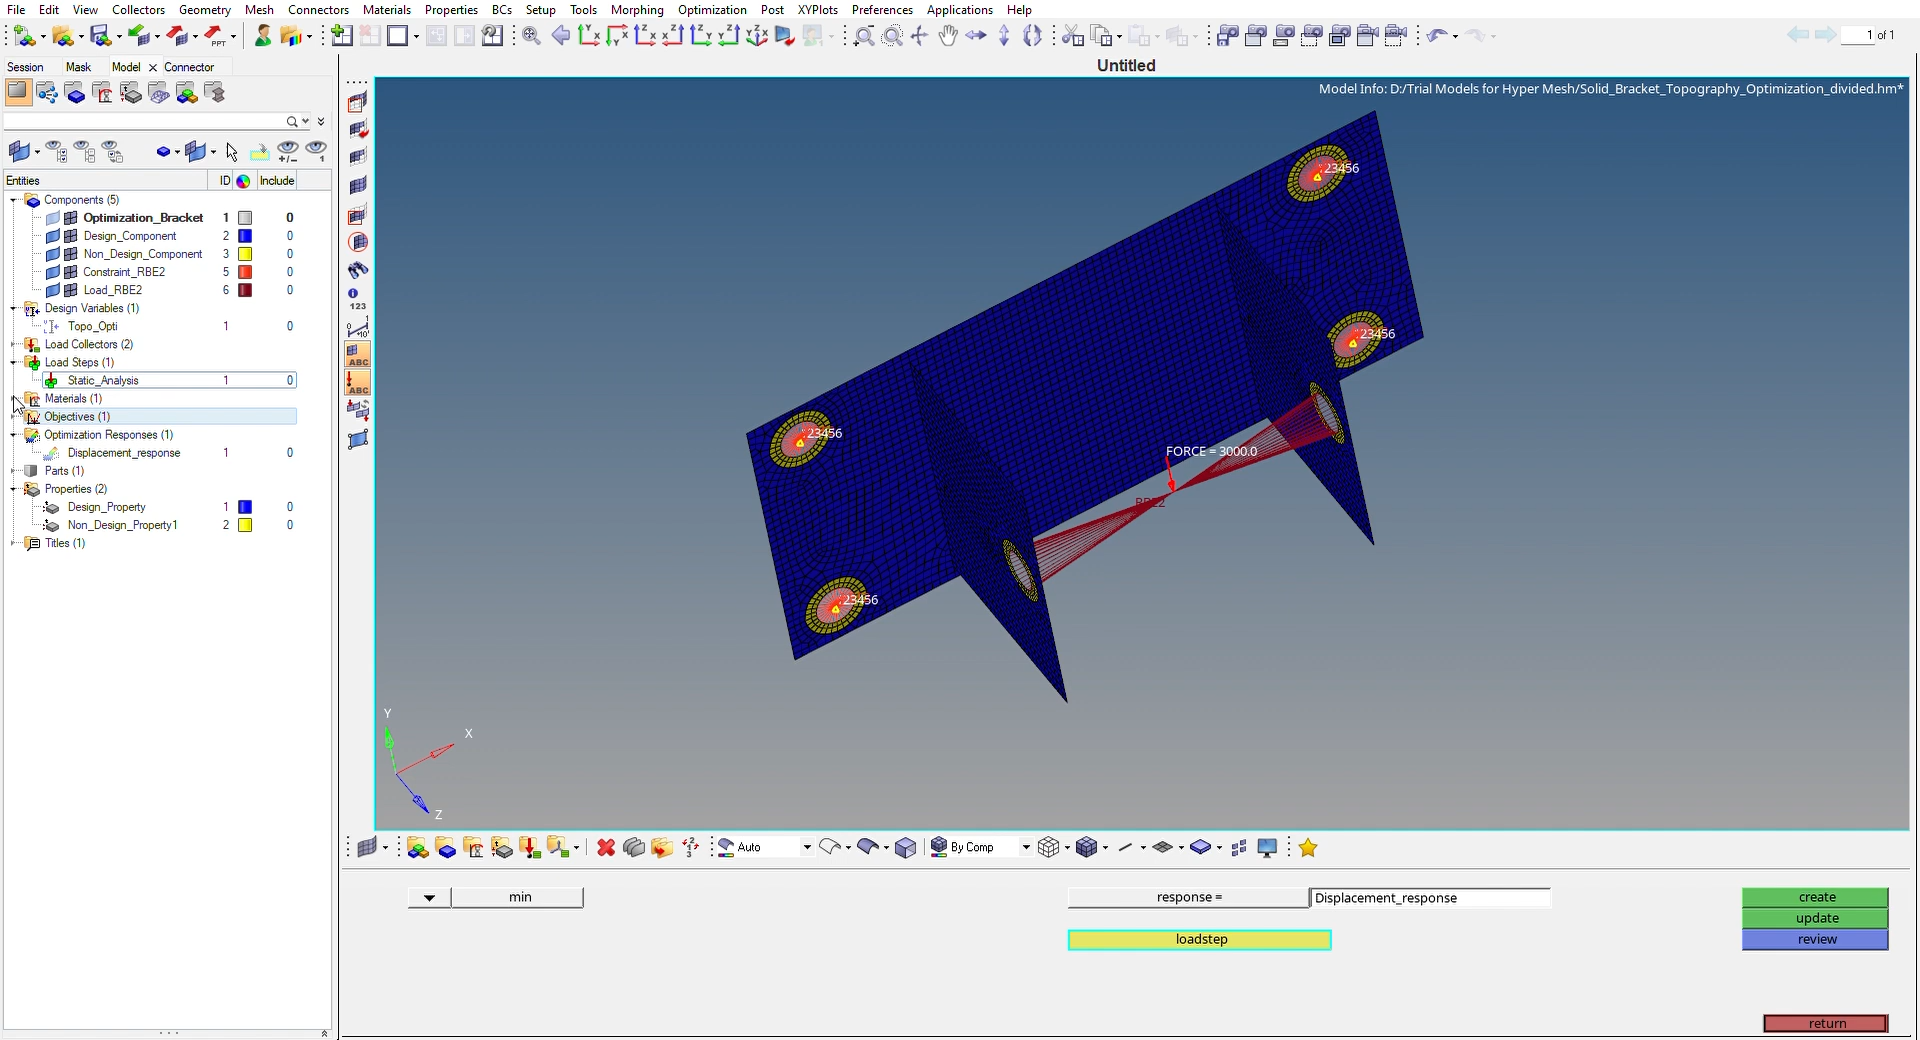 File Edit View Collectors Geometry Mesh Connectors Materials Properties BCs Setup Tools Morphing Optimization Post XYPlots Preferences Applications Help
PPT
1 of 1
Session Mask Model Connector
Untitled
Model Info: D:/Trial Models for Hyper Mesh/Solid_Bracket_Topography_Optimization_divided.hm*
Entities ID Include
Components (5)
Optimization_Bracket 1 0
Design_Component 2 0
Non_Design_Component 3 0
Constraint_RBE2 5 0
Load_RBE2 6 0
Design Variables (1)
Topo_Opti 1 0
Load Collectors (2)
Load Steps (1)
Static_Analysis 1 0
Materials (1)
Objectives (1)
Optimization Responses (1)
Displacement_response 1 0
Parts (1)
Properties (2)
Design_Property 1 0
Non_Design_Property1 2 0
Titles (1)
123
ABC
ABC
23456
23456
23456
FORCE = 3000.0
RBE2
23456
Y
X
Z
Auto By Comp
min response = Displacement_response create
update
loadstep review
return